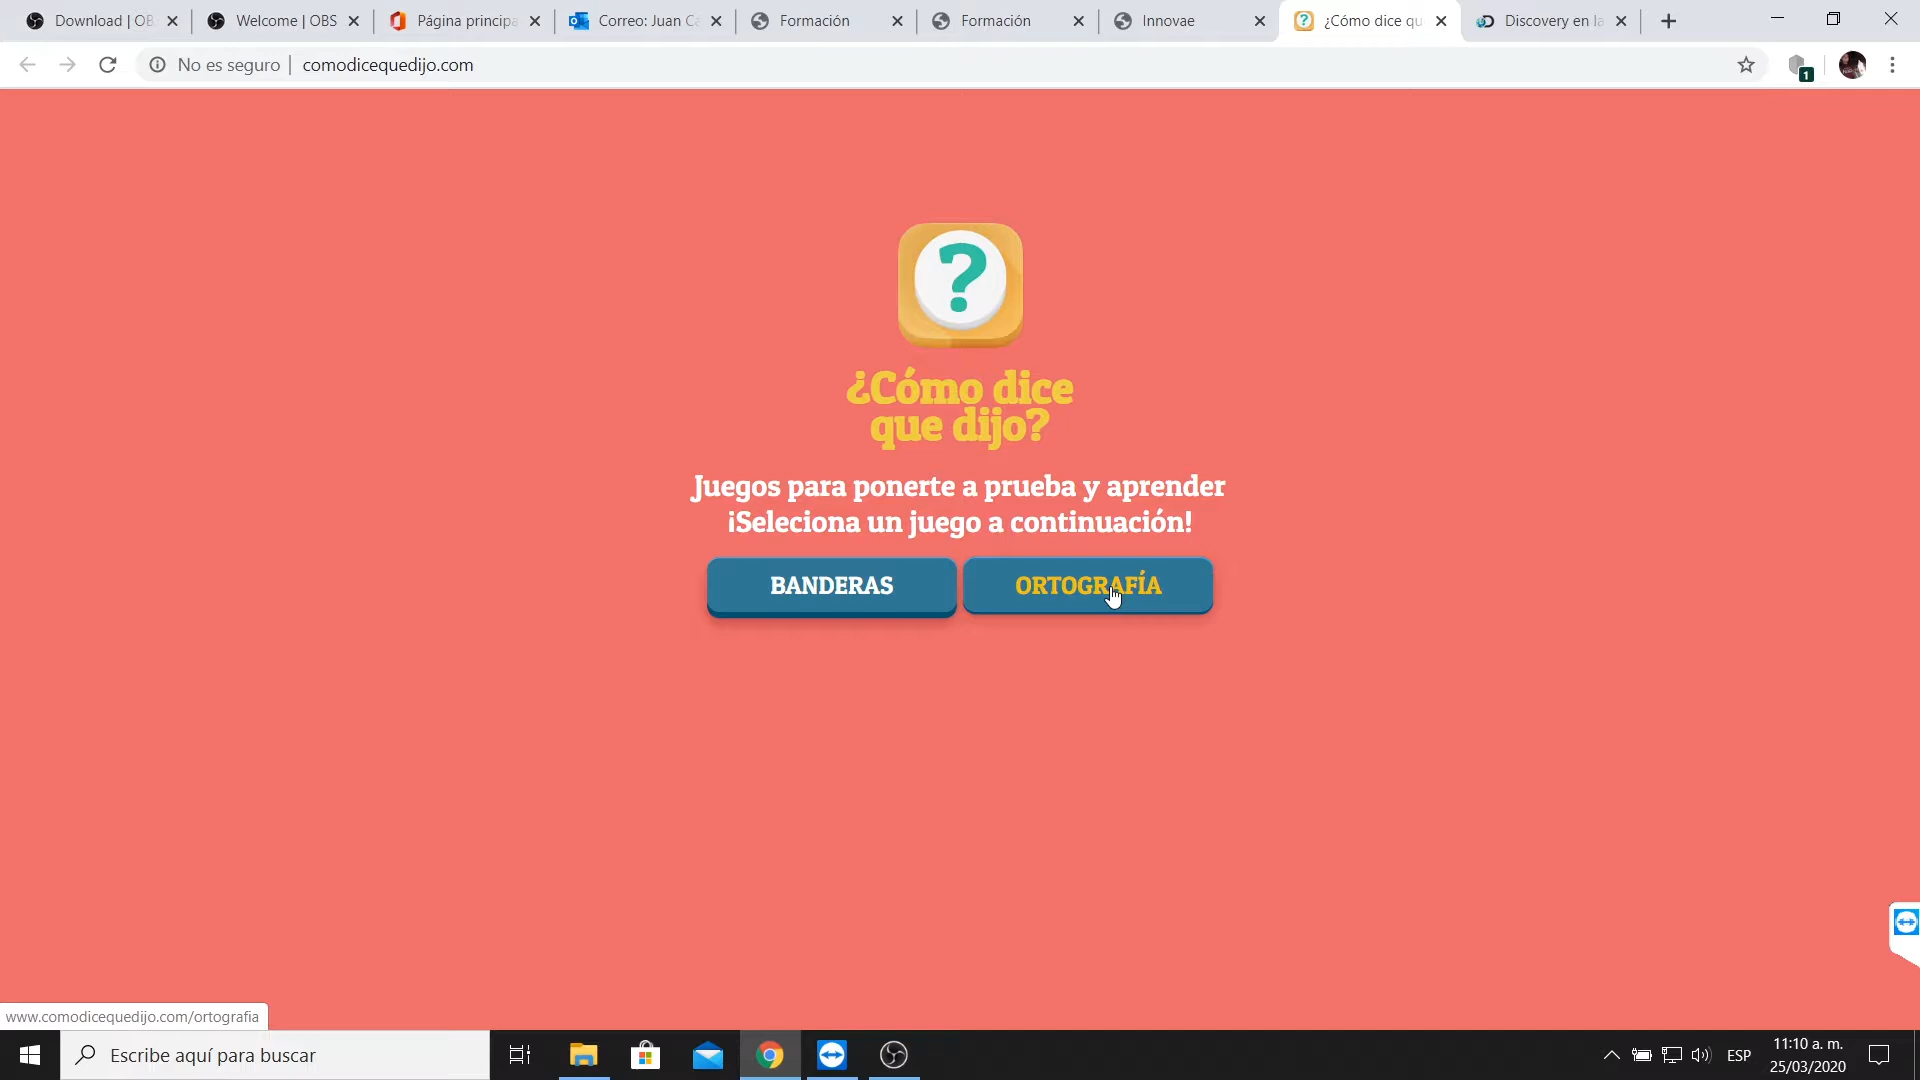 Download | OB
Welcome | OBS
Página principa
Correo: Juan Ca
Formación
Formación
Innovae
¿Cómo dice qu
Discovery en la
No es seguro | comodicequedijo.com
1
?
¿Cómo dice
que dijo?
Juegos para ponerte a prueba y aprender
¡Seleciona un juego a continuación!
BANDERAS
ORTOGRAFÍA
www.comodicequedijo.com/ortografia
Escribe aquí para buscar
ESP
11:10 a. m.
25/03/2020